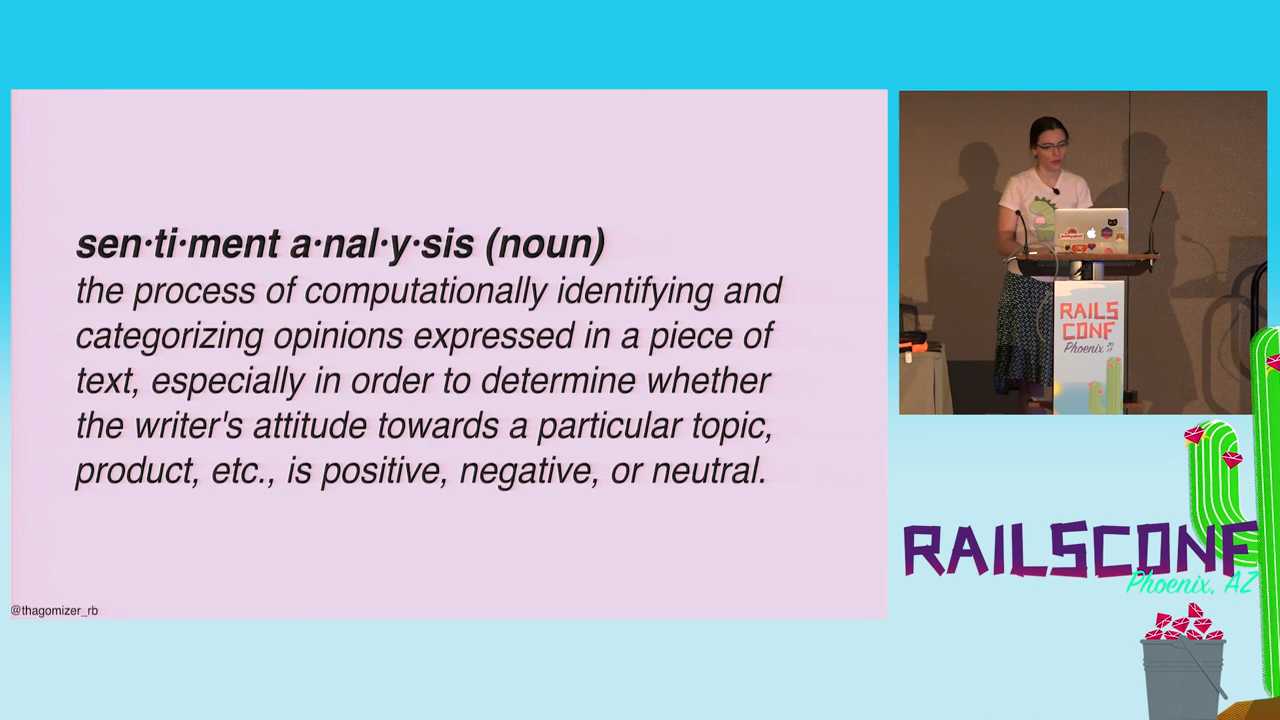 sen·ti·ment a·nal·y·sis (noun)
the process of computationally identifying and
categorizing opinions expressed in a piece of
text, especially in order to determine whether
the writer's attitude towards a particular topic,
product, etc., is positive, negative, or neutral.
@thagomizer_rb
RAILS
CONF
Phoenix 20
17
RAILSCONF
Phoenix, AZ